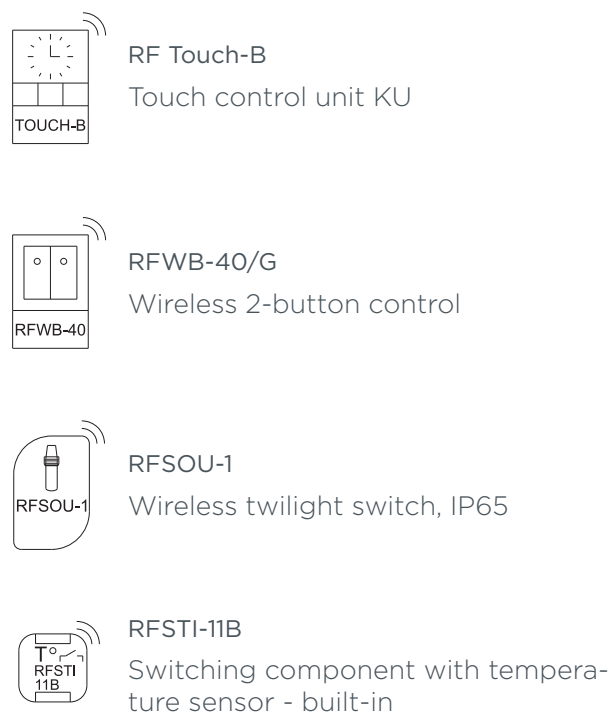 TOUCH-B
RF Touch-B
Touch control unit KU
RFWB-40
RFWB-40/G
Wireless 2-button control
RFSOU-1
RFSOU-1
Wireless twilight switch, IP65
T°
RFSTI
11B
RFSTI-11B
Switching component with tempera-
ture sensor - built-in